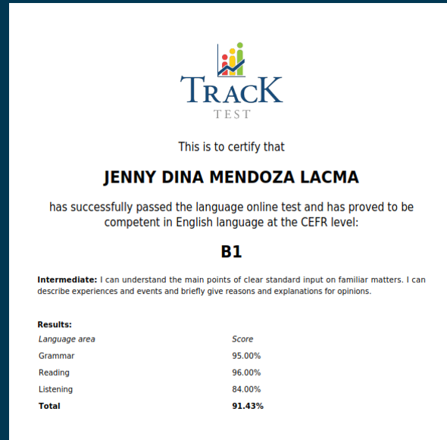 TRACK
TEST
This is to certify that
JENNY DINA MENDOZA LACMA
has successfully passed the language online test and has proved to be
competent in English language at the CEFR level:
B1
Intermediate: I can understand the main points of clear standard input on familiar matters. I can
describe experiences and events and briefly give reasons and explanations for opinions.
Results:
Language area Score
Grammar 95.00%
Reading 96.00%
Listening 84.00%
Total 91.43%